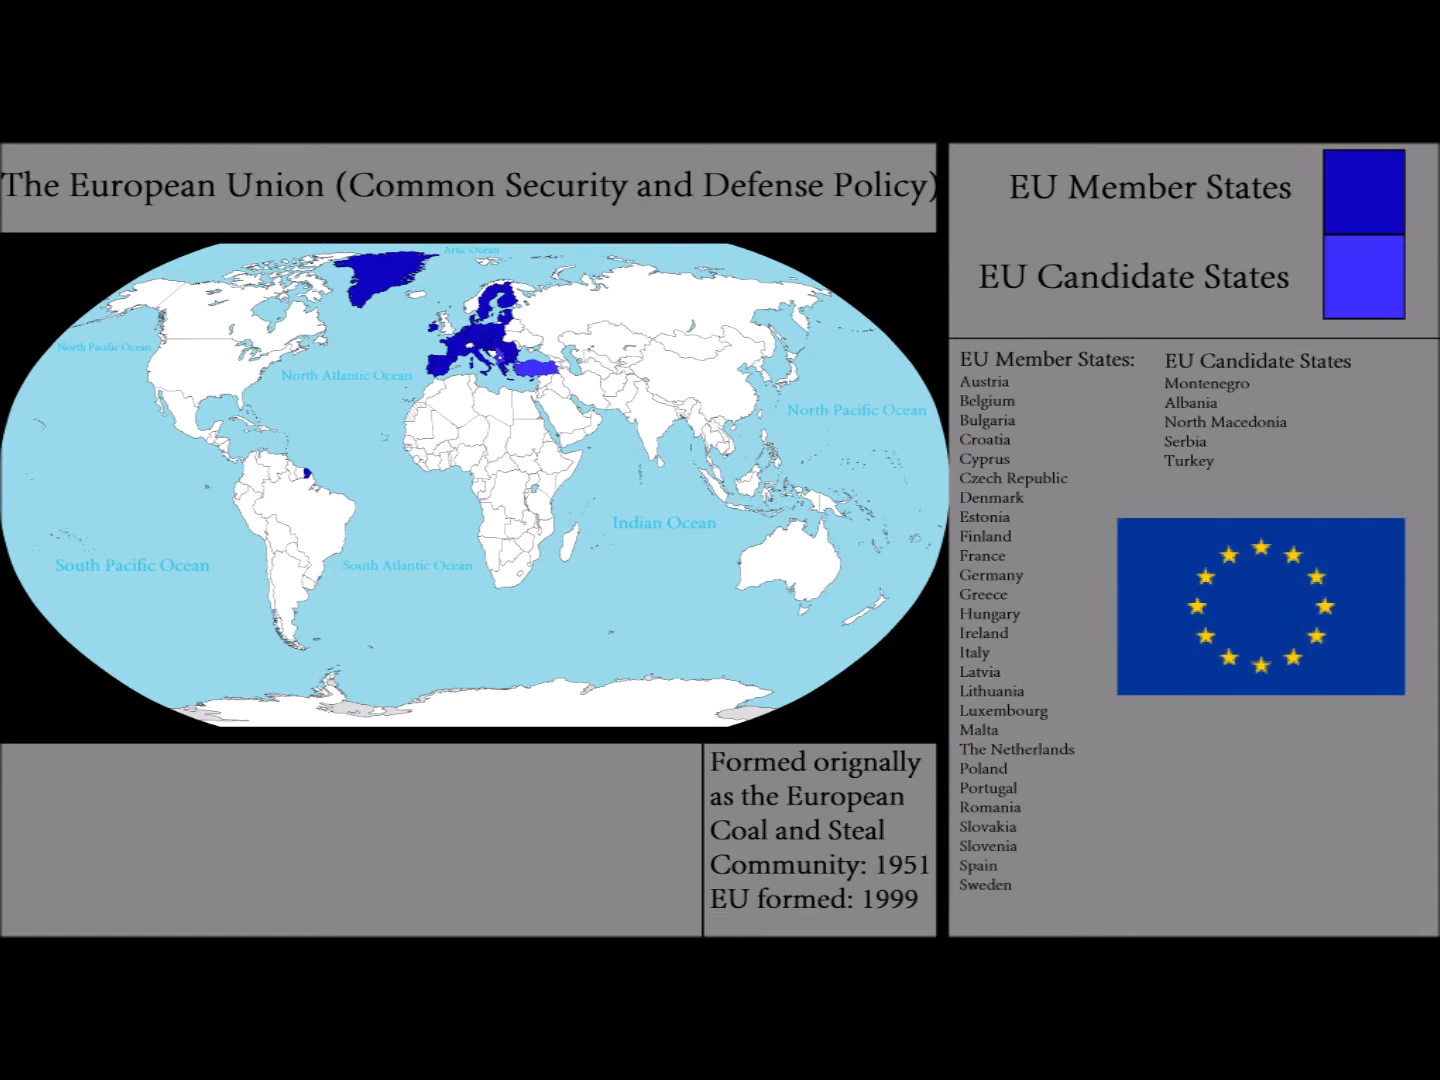 The European Union (Common Security and Defense Policy)
EU Member States
EU Candidate States
Artic Ocean
North Pacific Ocean
North Atlantic Ocean
North Pacific Ocean
Indian Ocean
South Pacific Ocean
South Atlantic Ocean
Formed orignally
as the European
Coal and Steal
Community: 1951
EU formed: 1999
EU Member States:
Austria
Belgium
Bulgaria
Croatia
Cyprus
Czech Republic
Denmark
Estonia
Finland
France
Germany
Greece
Hungary
Ireland
Italy
Latvia
Lithuania
Luxembourg
Malta
The Netherlands
Poland
Portugal
Romania
Slovakia
Slovenia
Spain
Sweden
EU Candidate States
Montenegro
Albania
North Macedonia
Serbia
Turkey